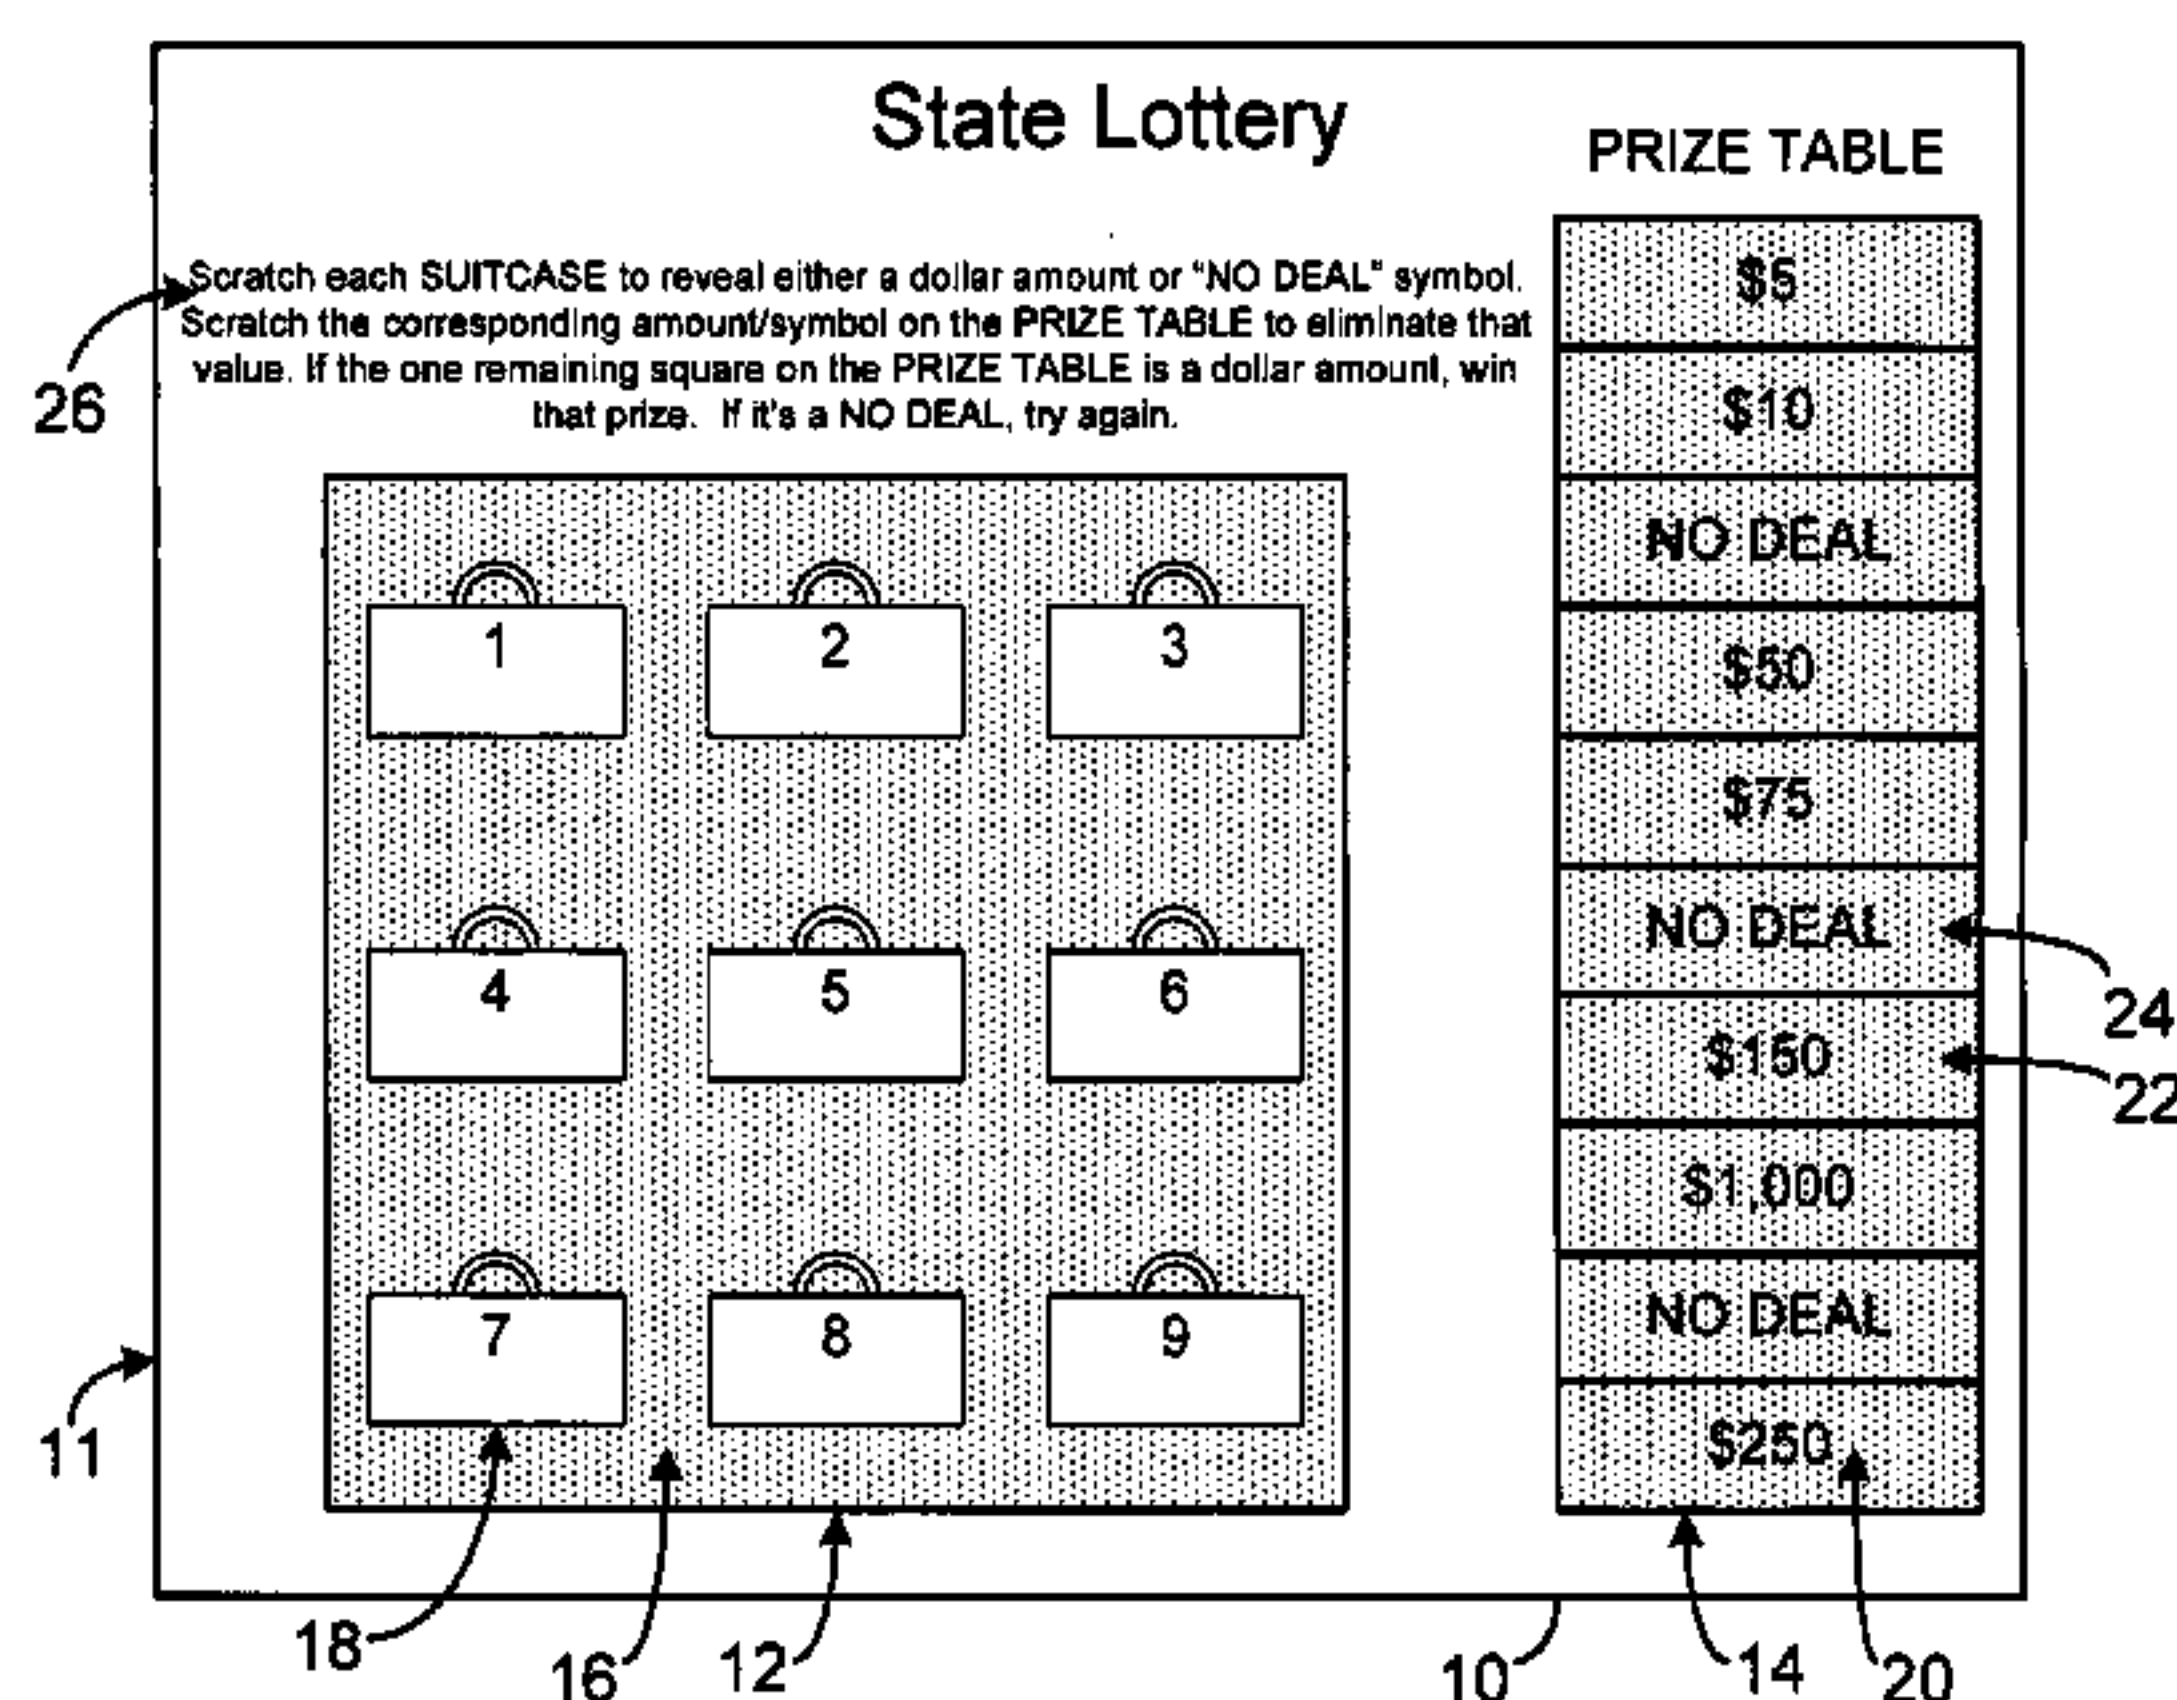 State Lottery
PRIZE TABLE
Scratch each SUITCASE to reveal either a dollar amount or “NO DEAL” symbol.
Scratch the corresponding amount/symbol on the PRIZE TABLE to eliminate that
value. If the one remaining square on the PRIZE TABLE is a dollar amount, win
that prize. If it's a NO DEAL, try again.
26
1
2
3
4
5
6
7
8
9
$5
$10
NO DEAL
$50
$75
NO DEAL
$150
$1,000
NO DEAL
$250
24
22
11
18
16
12
10
14
20